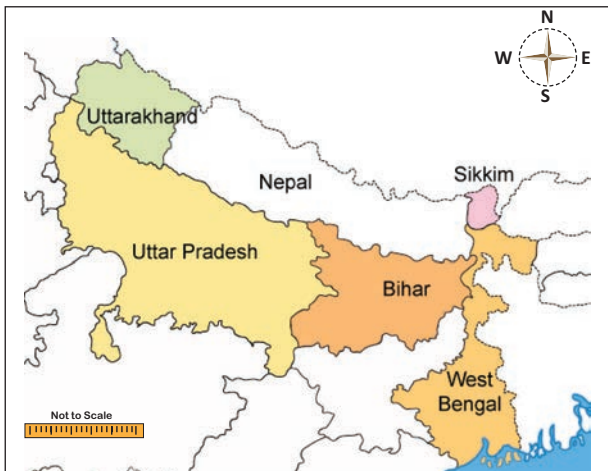 N
W E
S
Uttarakhand
Nepal
Sikkim
Uttar Pradesh
Bihar
West
Bengal
Not to Scale